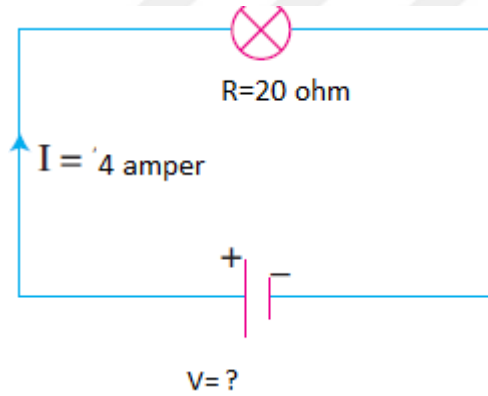 R=20 ohm
I = 4 amper
+ −
V= ?